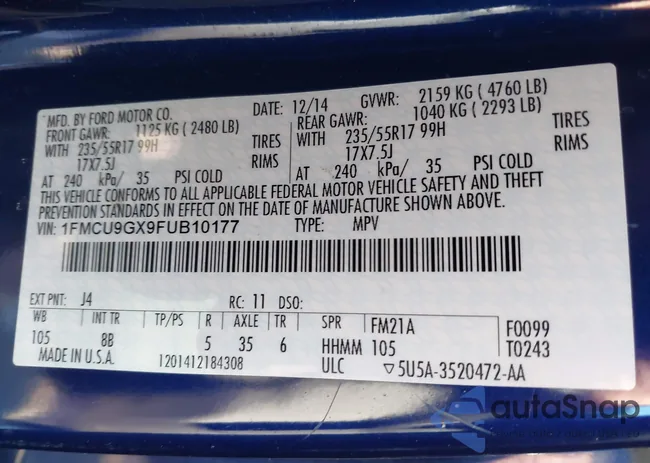 MFD. BY FORD MOTOR CO. DATE: 12/14 GVWR: 2159 KG (4760 LB)
FRONT GAWR: 1125 KG (2480 LB) REAR GAWR: 1040 KG (2293 LB)
WITH 235/55R17 99H TIRES WITH 235/55R17 99H TIRES
17X7.5J RIMS 17X7.5J RIMS
AT 240 kPa/ 35 PSI COLD AT 240 kPa/ 35 PSI COLD
THIS VEHICLE CONFORMS TO ALL APPLICABLE FEDERAL MOTOR VEHICLE SAFETY AND THEFT
PREVENTION STANDARDS IN EFFECT ON THE DATE OF MANUFACTURE SHOWN ABOVE.
VIN: 1FMCU9GX9FUB10177 TYPE: MPV
EXT PNT: J4 RC: 11 DSO:
WB INT TR TP/PS R AXLE TR SPR FM21A F0099
105 8B 5 35 6 HHMM 105 T0243
MADE IN U.S.A. 1201412184308 ULC ▽5U5A-3520472-AA
autoSnap